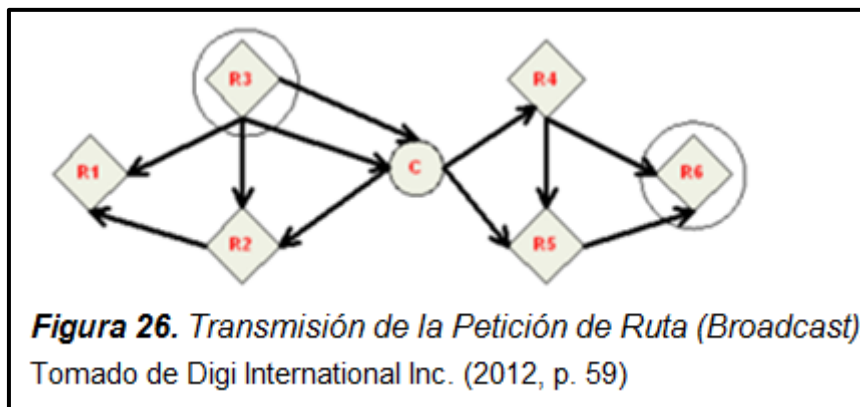 R3
R4
R1
C
R6
R2
R5
Figura 26. Transmisión de la Petición de Ruta (Broadcast)
Tomado de Digi International Inc. (2012, p. 59)